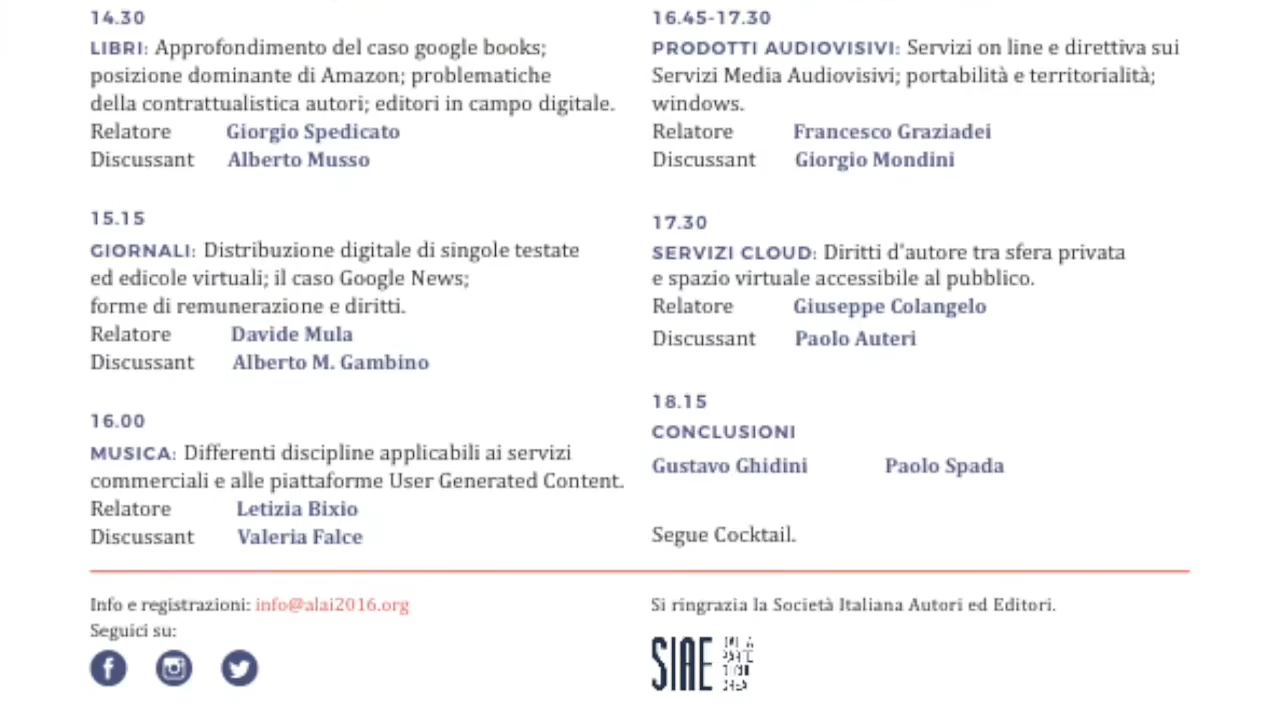 14.30
LIBRI: Approfondimento del caso google books;
posizione dominante di Amazon; problematiche
della contrattualistica autori; editori in campo digitale.
Relatore Giorgio Spedicato
Discussant Alberto Musso
15.15
GIORNALI: Distribuzione digitale di singole testate
ed edicole virtuali; il caso Google News;
forme di remunerazione e diritti.
Relatore Davide Mula
Discussant Alberto M. Gambino
16.00
MUSICA: Differenti discipline applicabili ai servizi
commerciali e alle piattaforme User Generated Content.
Relatore Letizia Bixio
Discussant Valeria Falce
16.45-17.30
PRODOTTI AUDIOVISIVI: Servizi on line e direttiva sui
Servizi Media Audiovisivi; portabilità e territorialità;
windows.
Relatore Francesco Graziadei
Discussant Giorgio Mondini
17.30
SERVIZI CLOUD: Diritti d'autore tra sfera privata
e spazio virtuale accessibile al pubblico.
Relatore Giuseppe Colangelo
Discussant Paolo Auteri
18.15
CONCLUSIONI
Gustavo Ghidini Paolo Spada
Segue Cocktail.
Info e registrazioni: info@alai2016.org
Seguici su:
Si ringrazia la Società Italiana Autori ed Editori.
SIAE